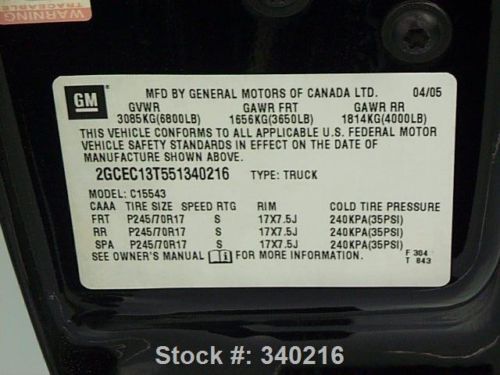 WARNING
TRACEABLE
GM
MFD BY GENERAL MOTORS OF CANADA LTD. 04/05
GVWR GAWR FRT GAWR RR
3085KG(6800LB) 1656KG(3650LB) 1814KG(4000LB)
THIS VEHICLE CONFORMS TO ALL APPLICABLE U.S. FEDERAL MOTOR
VEHICLE SAFETY STANDARDS IN EFFECT ON THE DATE OF
MANUFACTURE SHOWN ABOVE.
2GCEC13T551340216 TYPE: TRUCK
MODEL: C15543
CAAA TIRE SIZE SPEED RTG RIM COLD TIRE PRESSURE
FRT P245/70R17 S 17X7.5J 240KPA(35PSI)
RR P245/70R17 S 17X7.5J 240KPA(35PSI)
SPA P245/70R17 S 17X7.5J 240KPA(35PSI)
SEE OWNER'S MANUAL FOR MORE INFORMATION. F 304
T 843
Stock #: 340216